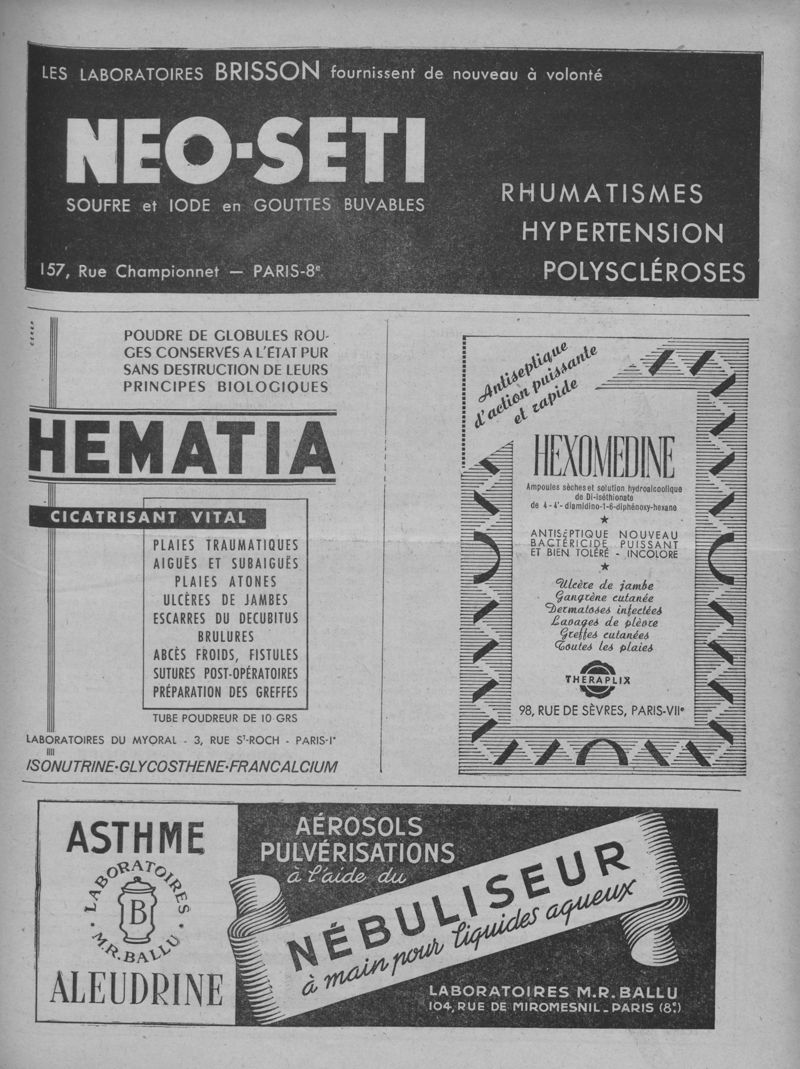 LES LABORATOIRES BRISSON fournissent de nouveau à volonté
NEO-SETI
SOUFRE et IODE en GOUTTES BUVABLES
RHUMATISMES
HYPERTENSION
POLYSCLÉROSES
157, Rue Championnet — PARIS-8e
POUDRE DE GLOBULES ROU-
GES CONSERVÉS A L'ÉTAT PUR
SANS DESTRUCTION DE LEURS
PRINCIPES BIOLOGIQUES
HEMATIA
CICATRISANT VITAL
PLAIES TRAUMATIQUES
AIGUËS ET SUBAIGUËS
PLAIES ATONES
ULCÈRES DE JAMBES
ESCARRES DU DECUBITUS
BRULURES
ABCÈS FROIDS, FISTULES
SUTURES POST-OPÉRATOIRES
PRÉPARATION DES GREFFES
TUBE POUDREUR DE 10 GRS
LABORATOIRES DU MYORAL - 3, RUE St-ROCH - PARIS-Ie
ISONUTRINE·GLYCOSTHENE·FRANCALCIUM
Antiseptique
d'action puissante
et rapide
HEXOMEDINE
Ampoules sèches et solution hydroalcoolique
de Di-iséthionate
de 4-4'-diamidino-1-6-diphénoxy-hexane
ANTISEPTIQUE NOUVEAU
BACTÉRICIDE PUISSANT
ET BIEN TOLÉRÉ - INCOLORE
Ulcère de jambe
Gangrène cutanée
Dermatoses infectées
Lavages de plèvre
Greffes cutanées
Toutes les plaies
THERAPLIX
98, RUE DE SÈVRES, PARIS-VIIe
ASTHME
LABORATOIRES
B
M.R. BALLU
ALEUDRINE
AÉROSOLS
PULVÉRISATIONS
à l'aide du
NÉBULISEUR
à main pour liquides aqueux
LABORATOIRES M.R. BALLU
104, RUE DE MIROMESNIL _ PARIS (8e)